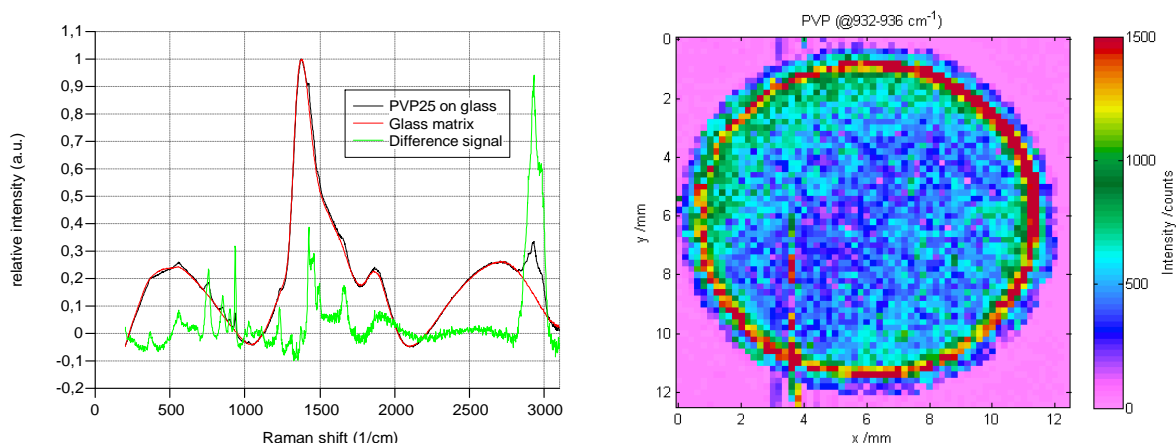 1,1
1
0,9
0,8
0,7
0,6
0,5
0,4
0,3
0,2
0,1
0
-0,1
-0,2
relative intensity (a.u.)
PVP25 on glass
Glass matrix
Difference signal
0 500 1000 1500 2000 2500 3000
Raman shift (1/cm)
PVP (@932-936 cm⁻¹)
0
2
4
6
8
10
12
y /mm
0 2 4 6 8 10 12
x /mm
1500
1000
500
0
Intensity /counts